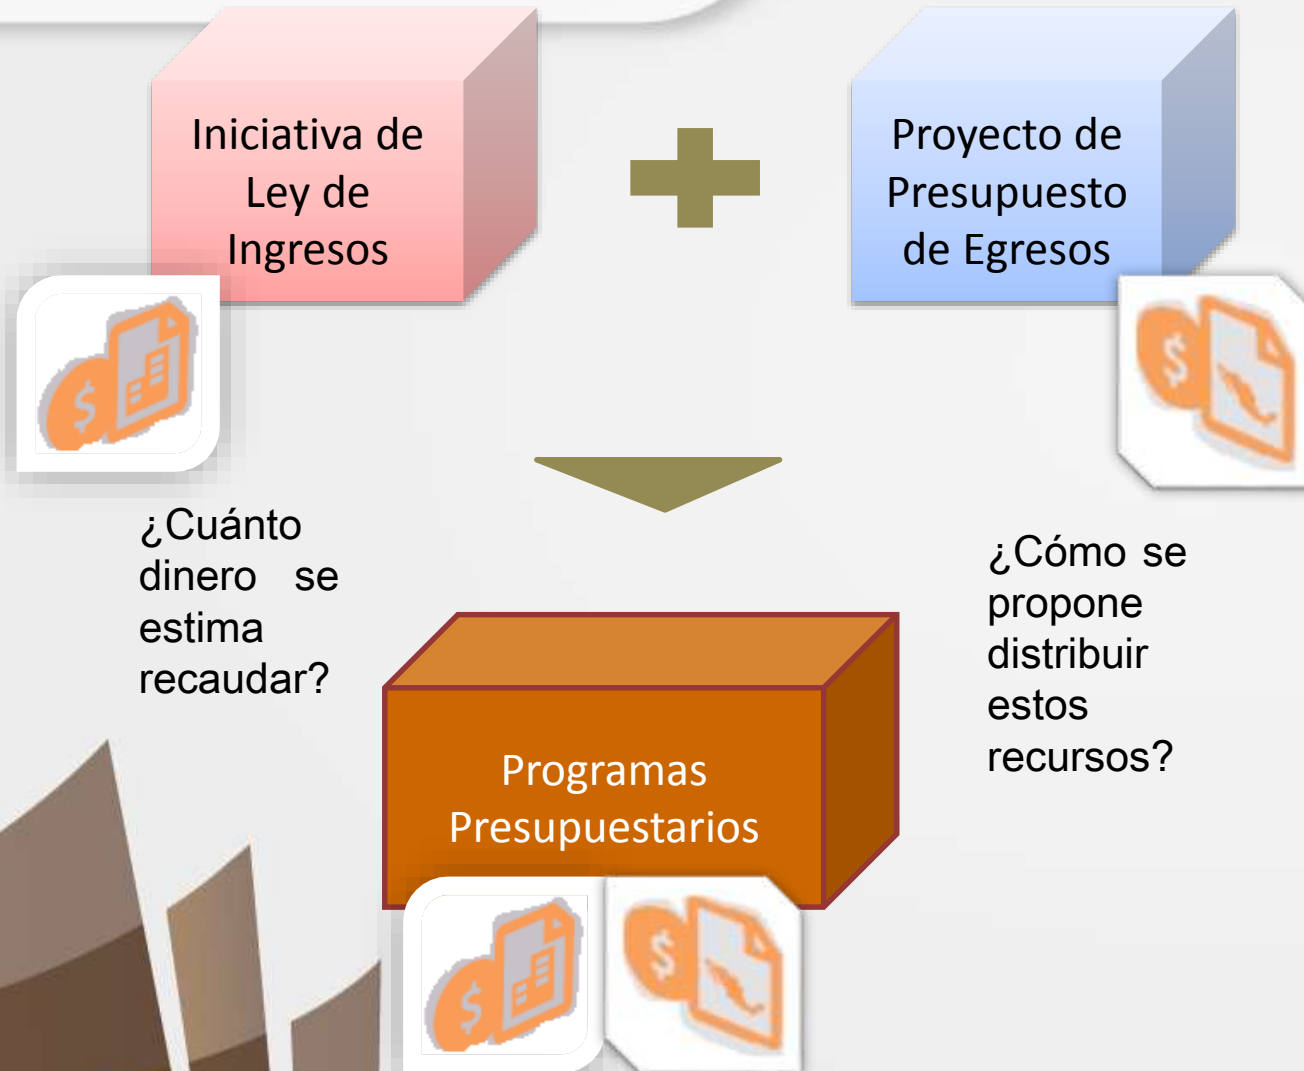 Iniciativa de
Ley de
Ingresos
Proyecto de
Presupuesto
de Egresos
$
$
¿Cuánto
dinero se
estima
recaudar?
¿Cómo se
propone
distribuir
estos
recursos?
Programas
Presupuestarios
$
$